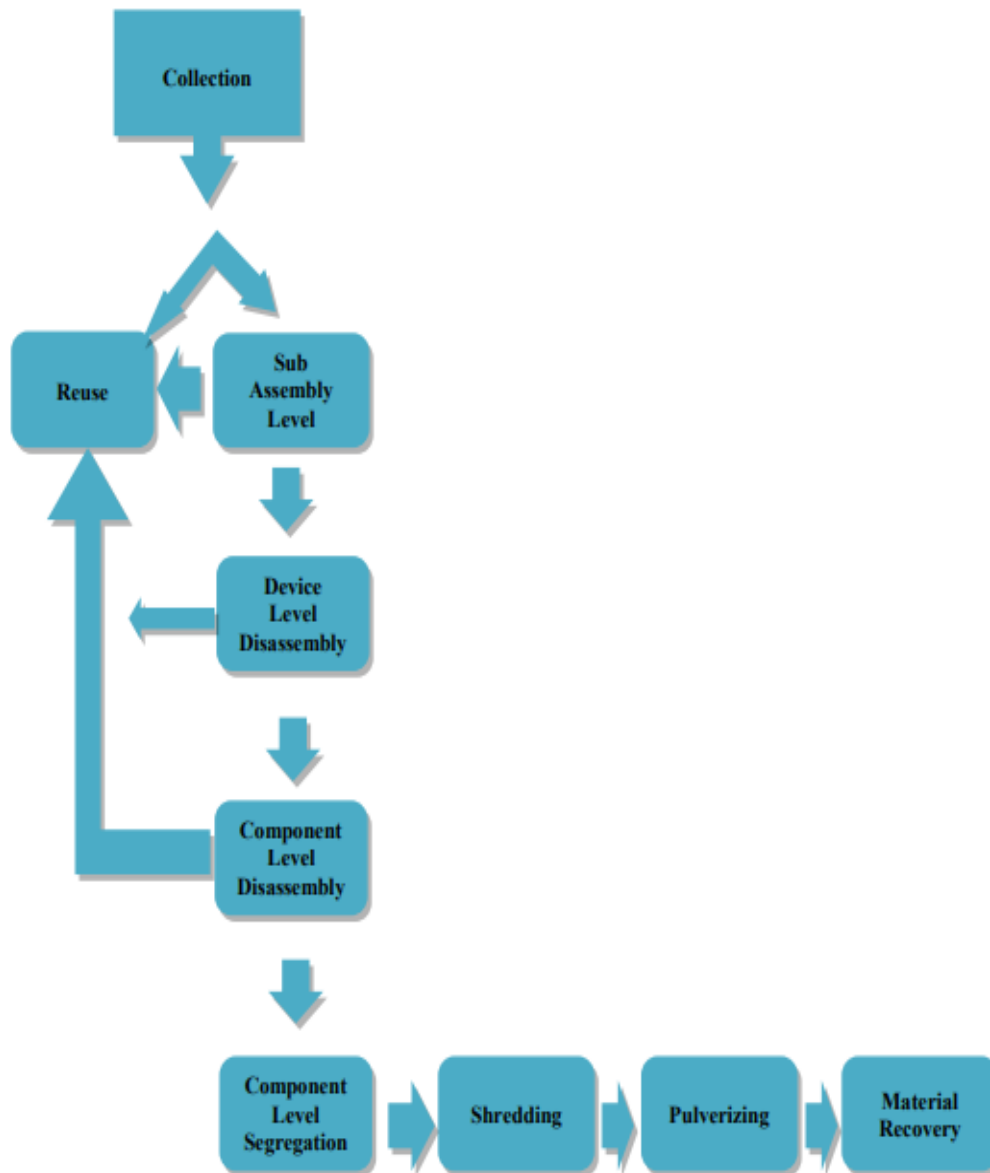 Collection
Reuse
Sub
Assembly
Level
Device
Level
Disassembly
Component
Level
Disassembly
Component
Level
Segregation
Shredding
Pulverizing
Material
Recovery